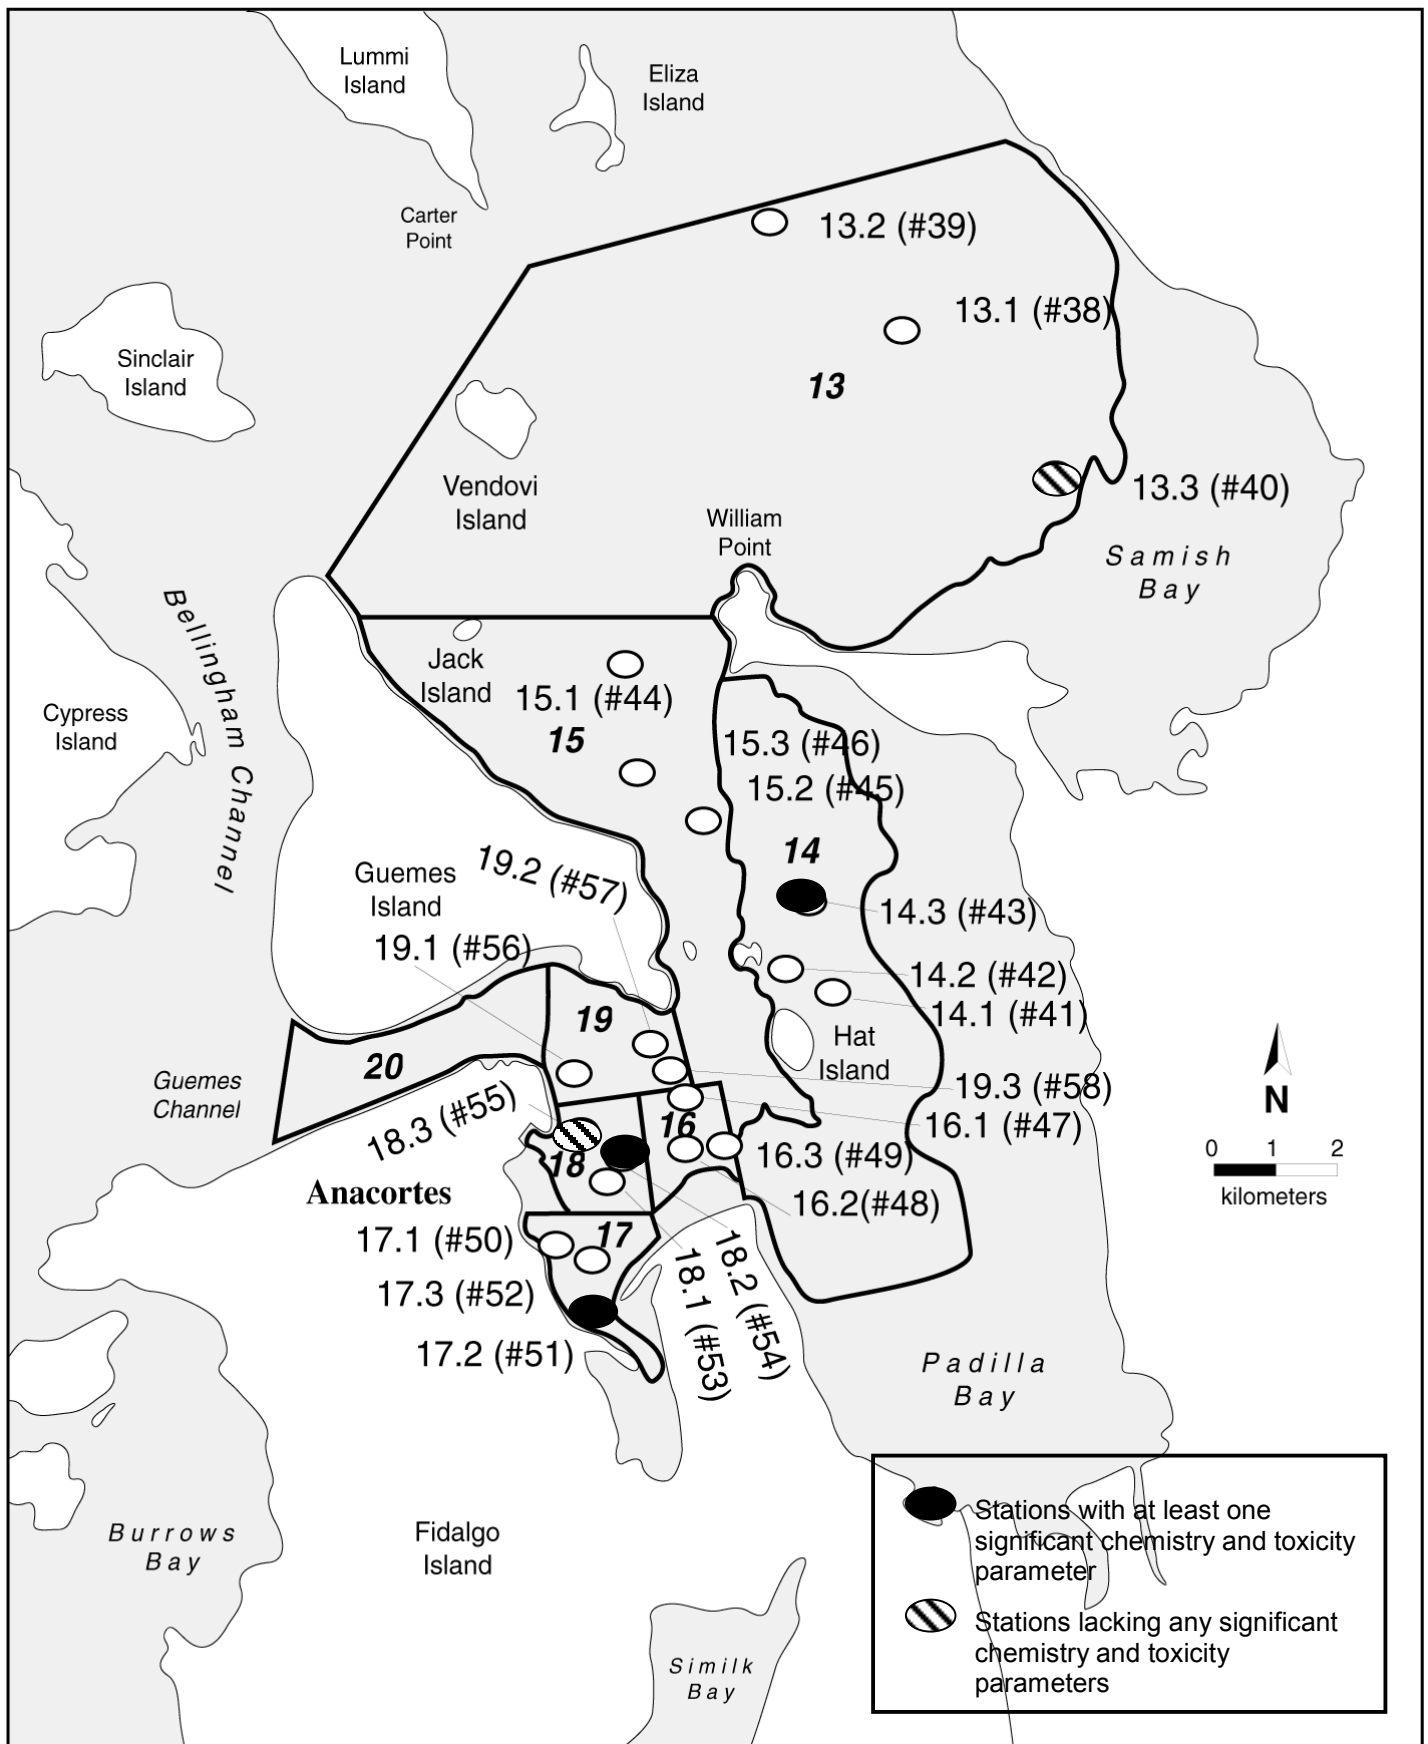 Lummi
Island
Eliza
Island
Carter
Point
13.2 (#39)
13.1 (#38)
Sinclair
Island
13
Vendovi
Island
13.3 (#40)
William
Point
Samish
Bay
Bellingham Channel
Jack
Island
15.1 (#44)
Cypress
Island
15
15.3 (#46)
15.2 (#45)
14
19.2 (#57)
Guemes
Island
14.3 (#43)
19.1 (#56)
14.2 (#42)
14.1 (#41)
19
Hat
Island
20
Guemes
Channel
19.3 (#58)
18.3 (#55)
16
16.1 (#47)
18
16.3 (#49)
Anacortes
16.2(#48)
17.1 (#50)
17
18.2 (#54)
18.1 (#53)
17.3 (#52)
17.2 (#51)
N
0 1 2
kilometers
Padilla
Bay
Burrows
Bay
Fidalgo
Island
Similk
Bay
Stations with at least one
significant chemistry and toxicity
parameter
Stations lacking any significant
chemistry and toxicity
parameters